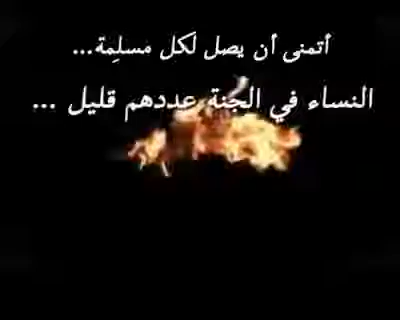 أتمنى أن يصل لكل مسلِمة...
النساء في الجنة عددهم قليل ...